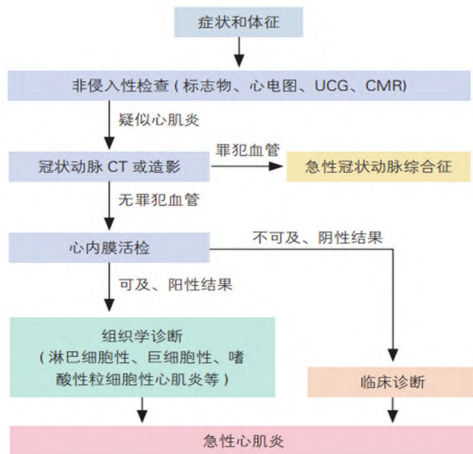 症状和体征
非侵入性检查(标志物、心电图、UCG、CMR)
疑似心肌炎
罪犯血管
冠状动脉 CT 或造影
急性冠状动脉综合征
无罪犯血管
不可及、阴性结果
心内膜活检
可及、阳性结果
组织学诊断
(淋巴细胞性、巨细胞性、嗜
酸性粒细胞性心肌炎等)
临床诊断
急性心肌炎